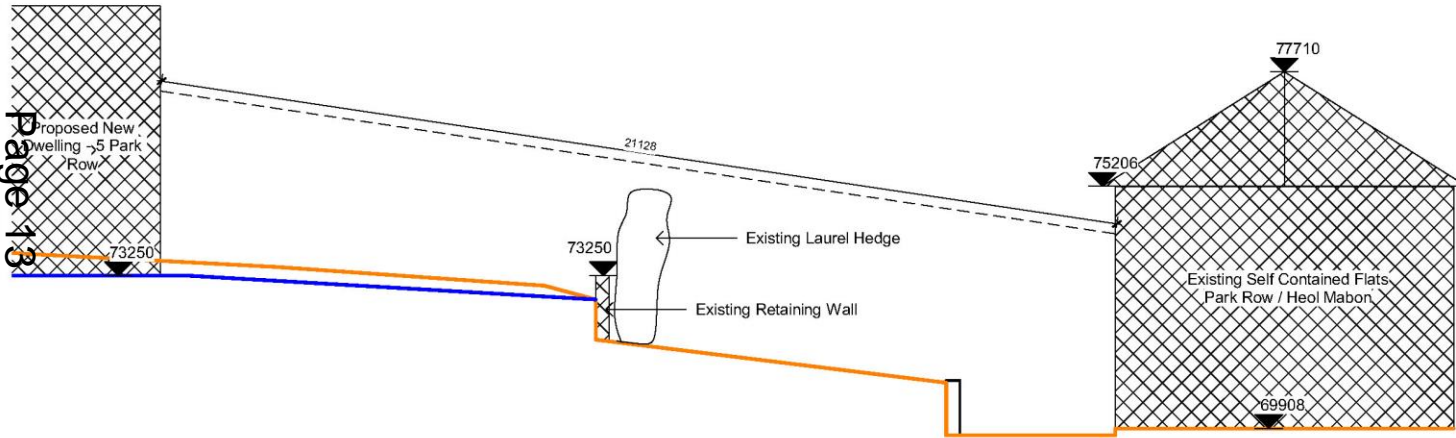 77710
21128
75206
Proposed New
Dwelling - 5 Park
Row
Page 13
73250
73250
Existing Laurel Hedge
Existing Retaining Wall
Existing Self Contained Flats
Park Row / Heol Mabon
69908